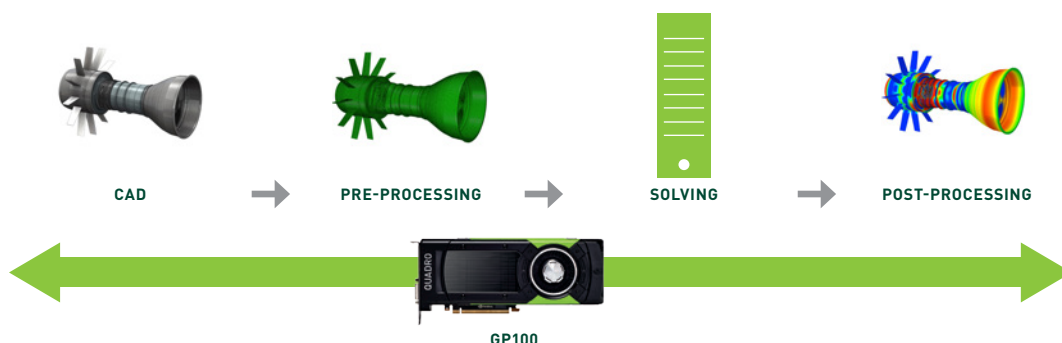 CAD
PRE-PROCESSING
SOLVING
POST-PROCESSING
QUADRO
GP100